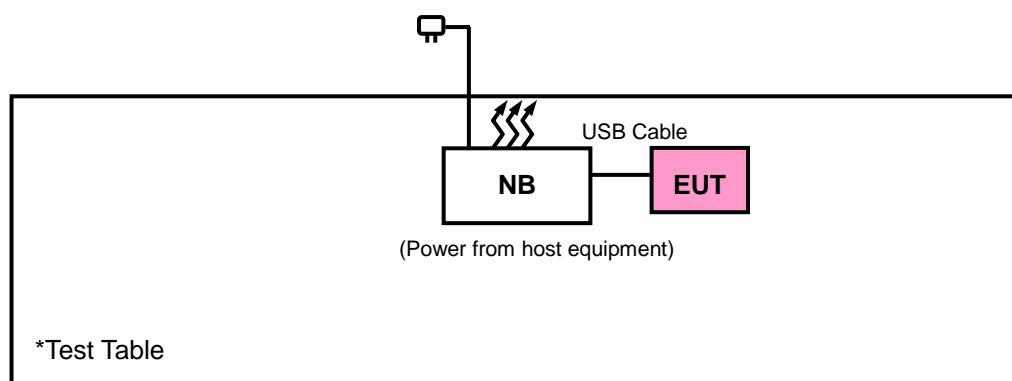 USB Cable
NB
EUT
(Power from host equipment)
*Test Table